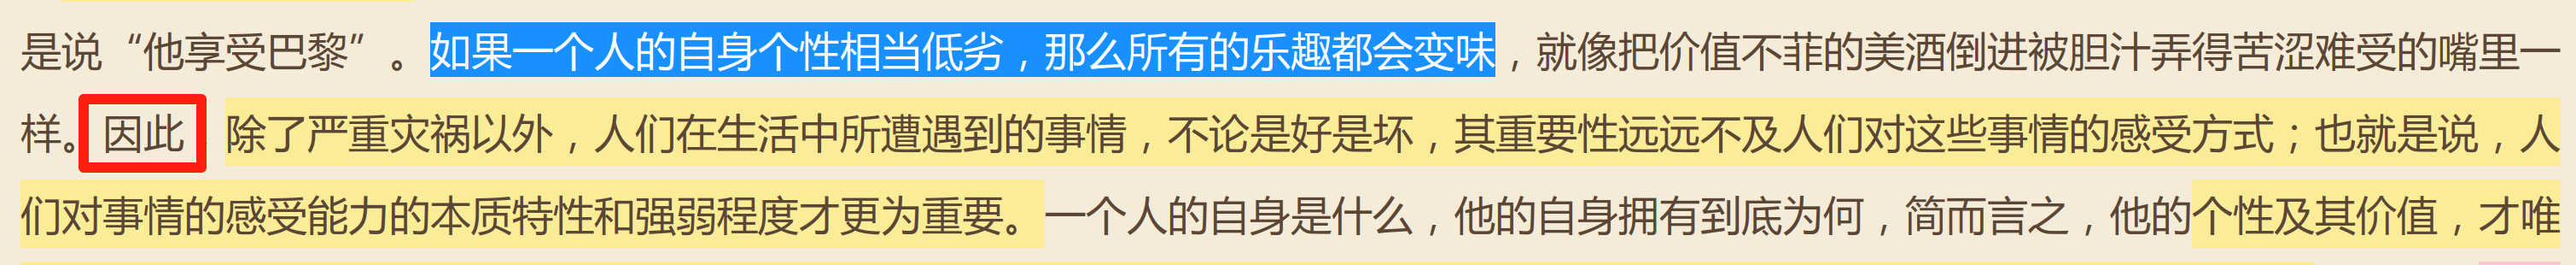 是说“他享受巴黎”。如果一个人的自身个性相当低劣，那么所有的乐趣都会变味，就像把价值不菲的美酒倒进被胆汁弄得苦涩难受的嘴里一
样。因此 除了严重灾祸以外，人们在生活中所遭遇到的事情，不论是好是坏，其重要性远远不及人们对这些事情的感受方式；也就是说，人
们对事情的感受能力的本质特性和强弱程度才更为重要。一个人的自身是什么，他的自身拥有到底为何，简而言之，他的个性及其价值，才唯